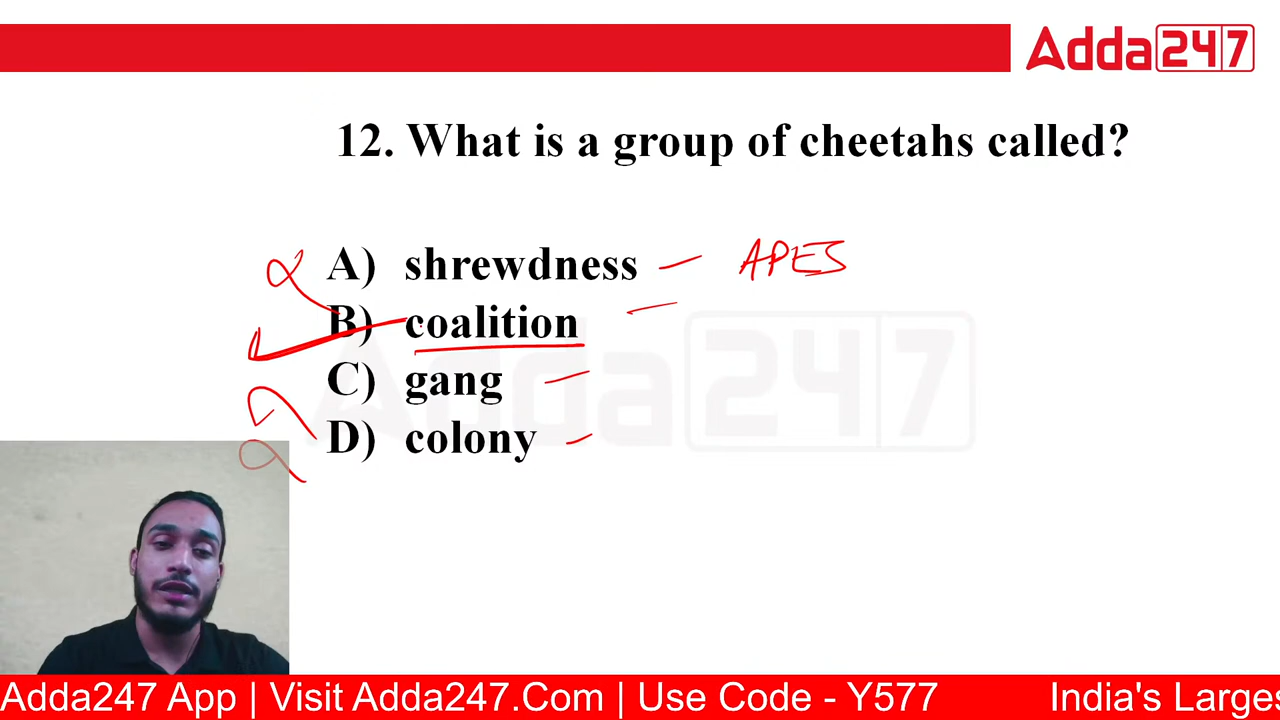 Adda247
12. What is a group of cheetahs called?
A) shrewdness – APES
B) coalition –
C) gang –
D) colony –
Adda247
Adda247 App | Visit Adda247.Com | Use Code - Y577 India's Larges